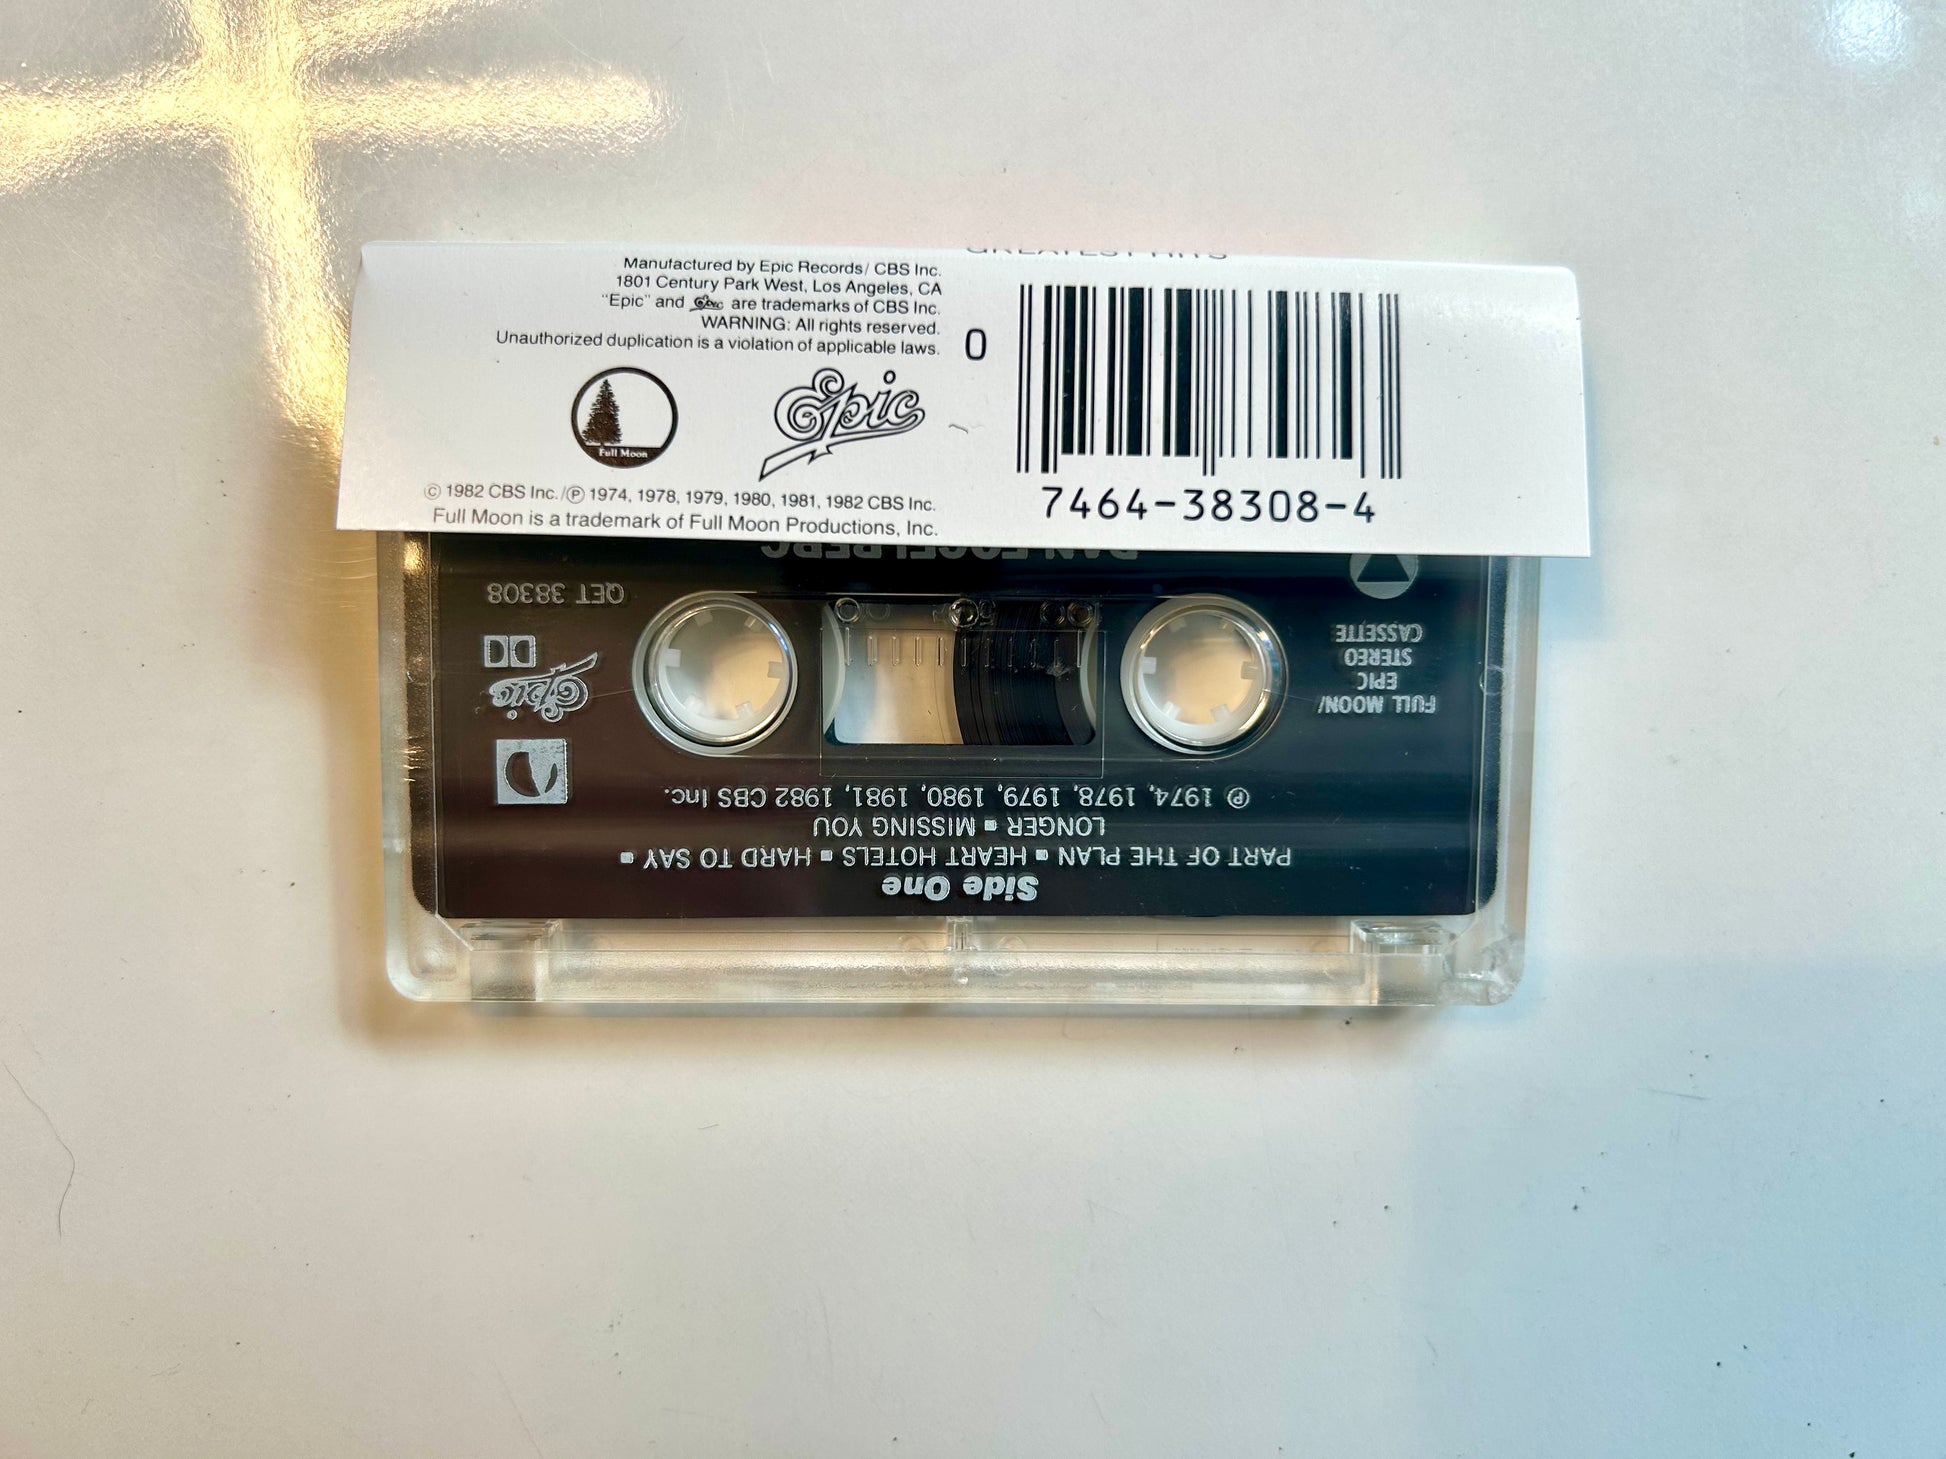 GREATEST HITS
Manufactured by Epic Records/ CBS Inc.
1801 Century Park West, Los Angeles, CA
"Epic" and Epic are trademarks of CBS Inc.
WARNING: All rights reserved.
Unauthorized duplication is a violation of applicable laws.
Full Moon
Epic
© 1982 CBS Inc./℗ 1974, 1978, 1979, 1980, 1981, 1982 CBS Inc.
Full Moon is a trademark of Full Moon Productions, Inc.
0
7464-38308-4
Side One
PART OF THE PLAN ▪ HEART HOTELS ▪ HARD TO SAY ▪
LONGER ▪ MISSING YOU
℗ 1974, 1978, 1979, 1980, 1981, 1982 CBS Inc.
FULL MOON/
EPIC
STEREO
CASSETTE
Epic
QET 38308
DAN FOGELBERG